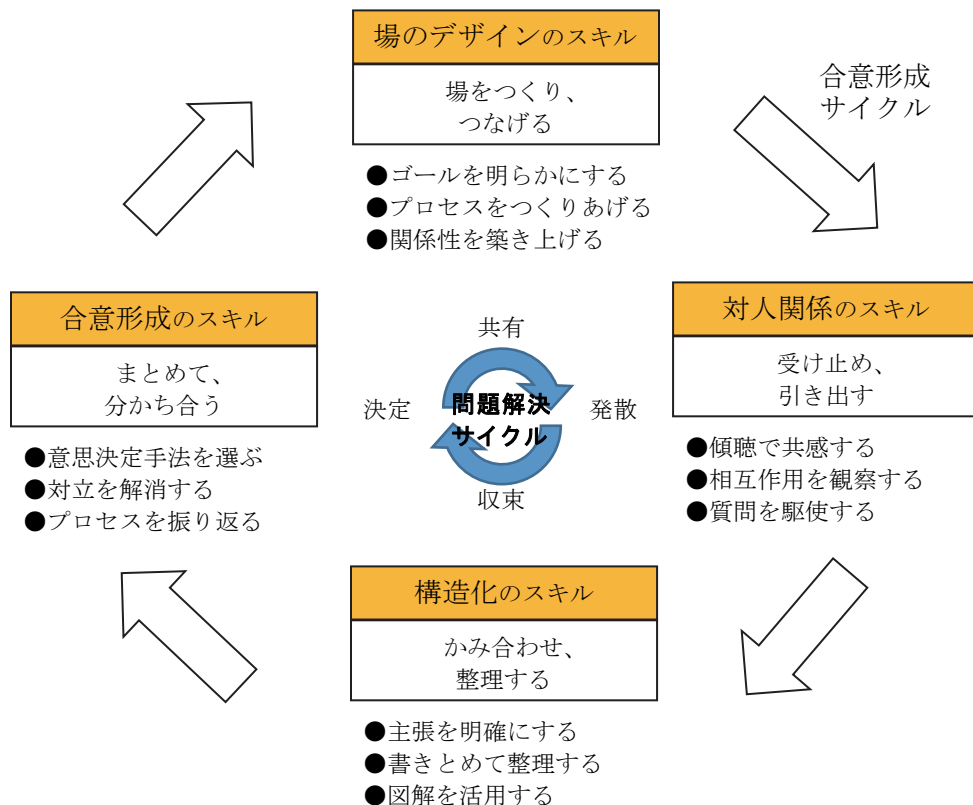 場のデザインのスキル
場をつくり、
つなげる
●ゴールを明らかにする
●プロセスをつくりあげる
●関係性を築き上げる
合意形成
サイクル
対人関係のスキル
受け止め、
引き出す
●傾聴で共感する
●相互作用を観察する
●質問を駆使する
構造化のスキル
かみ合わせ、
整理する
●主張を明確にする
●書きとめて整理する
●図解を活用する
合意形成のスキル
まとめて、
分かち合う
●意思決定手法を選ぶ
●対立を解消する
●プロセスを振り返る
共有
発散
収束
決定
問題解決
サイクル